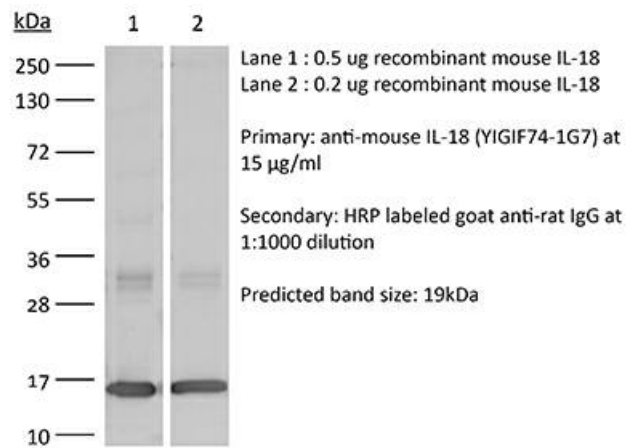 kDa
1 2
250
130
72
55
36
28
17
10
Lane 1 : 0.5 ug recombinant mouse IL-18
Lane 2 : 0.2 ug recombinant mouse IL-18
Primary: anti-mouse IL-18 (YIGIF74-1G7) at
15 µg/ml
Secondary: HRP labeled goat anti-rat IgG at
1:1000 dilution
Predicted band size: 19kDa